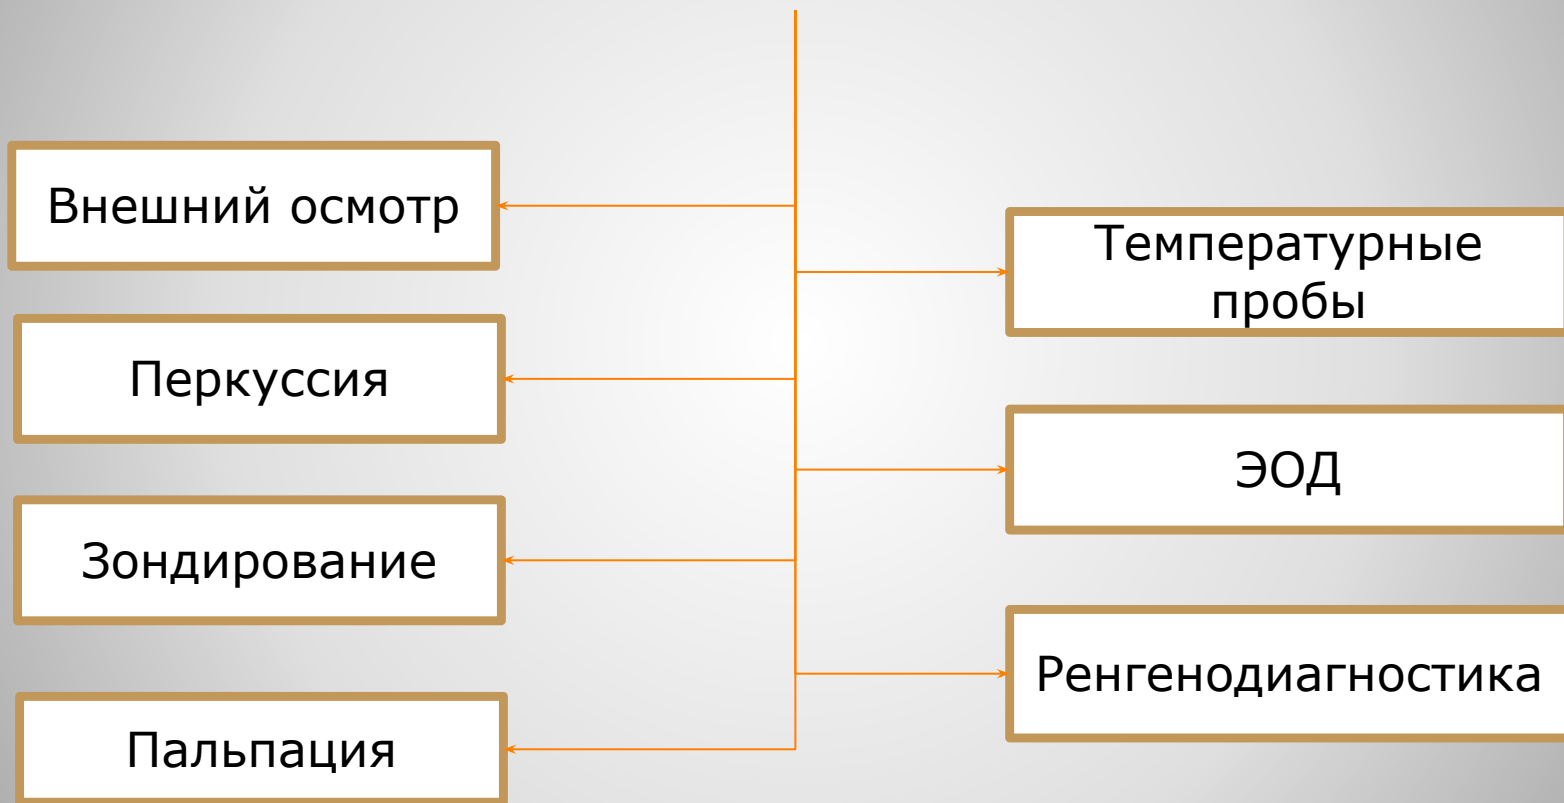 Внешний осмотр
Перкуссия
Зондирование
Пальпация
Температурные
пробы
ЭОД
Ренгенодиагностика